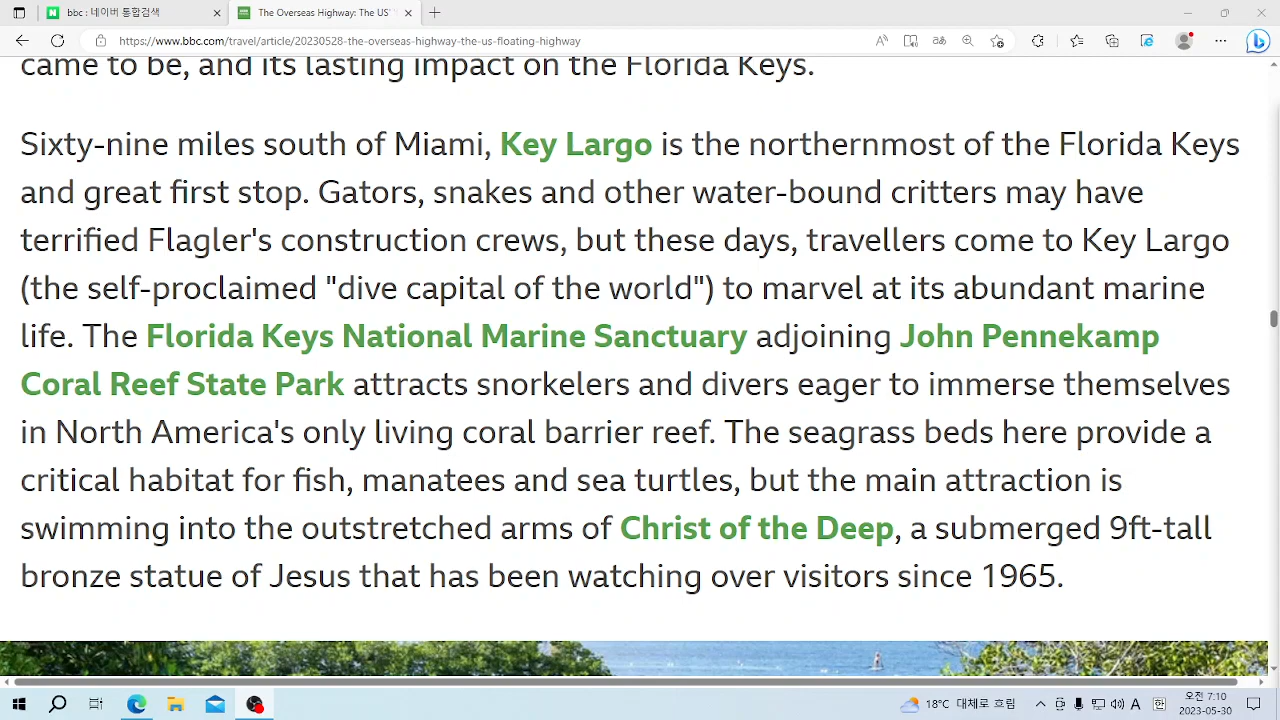 bbc : 네이버 통합검색
The Overseas Highway: The US'
https://www.bbc.com/travel/article/20230528-the-overseas-highway-the-us-floating-highway
came to be, and its lasting impact on the Florida Keys.
Sixty-nine miles south of Miami, Key Largo is the northernmost of the Florida Keys
and great first stop. Gators, snakes and other water-bound critters may have
terrified Flagler's construction crews, but these days, travellers come to Key Largo
(the self-proclaimed "dive capital of the world") to marvel at its abundant marine
life. The Florida Keys National Marine Sanctuary adjoining John Pennekamp
Coral Reef State Park attracts snorkelers and divers eager to immerse themselves
in North America's only living coral barrier reef. The seagrass beds here provide a
critical habitat for fish, manatees and sea turtles, but the main attraction is
swimming into the outstretched arms of Christ of the Deep, a submerged 9ft-tall
bronze statue of Jesus that has been watching over visitors since 1965.
18°C 대체로 흐림
A
오전 7:10
2023-05-30